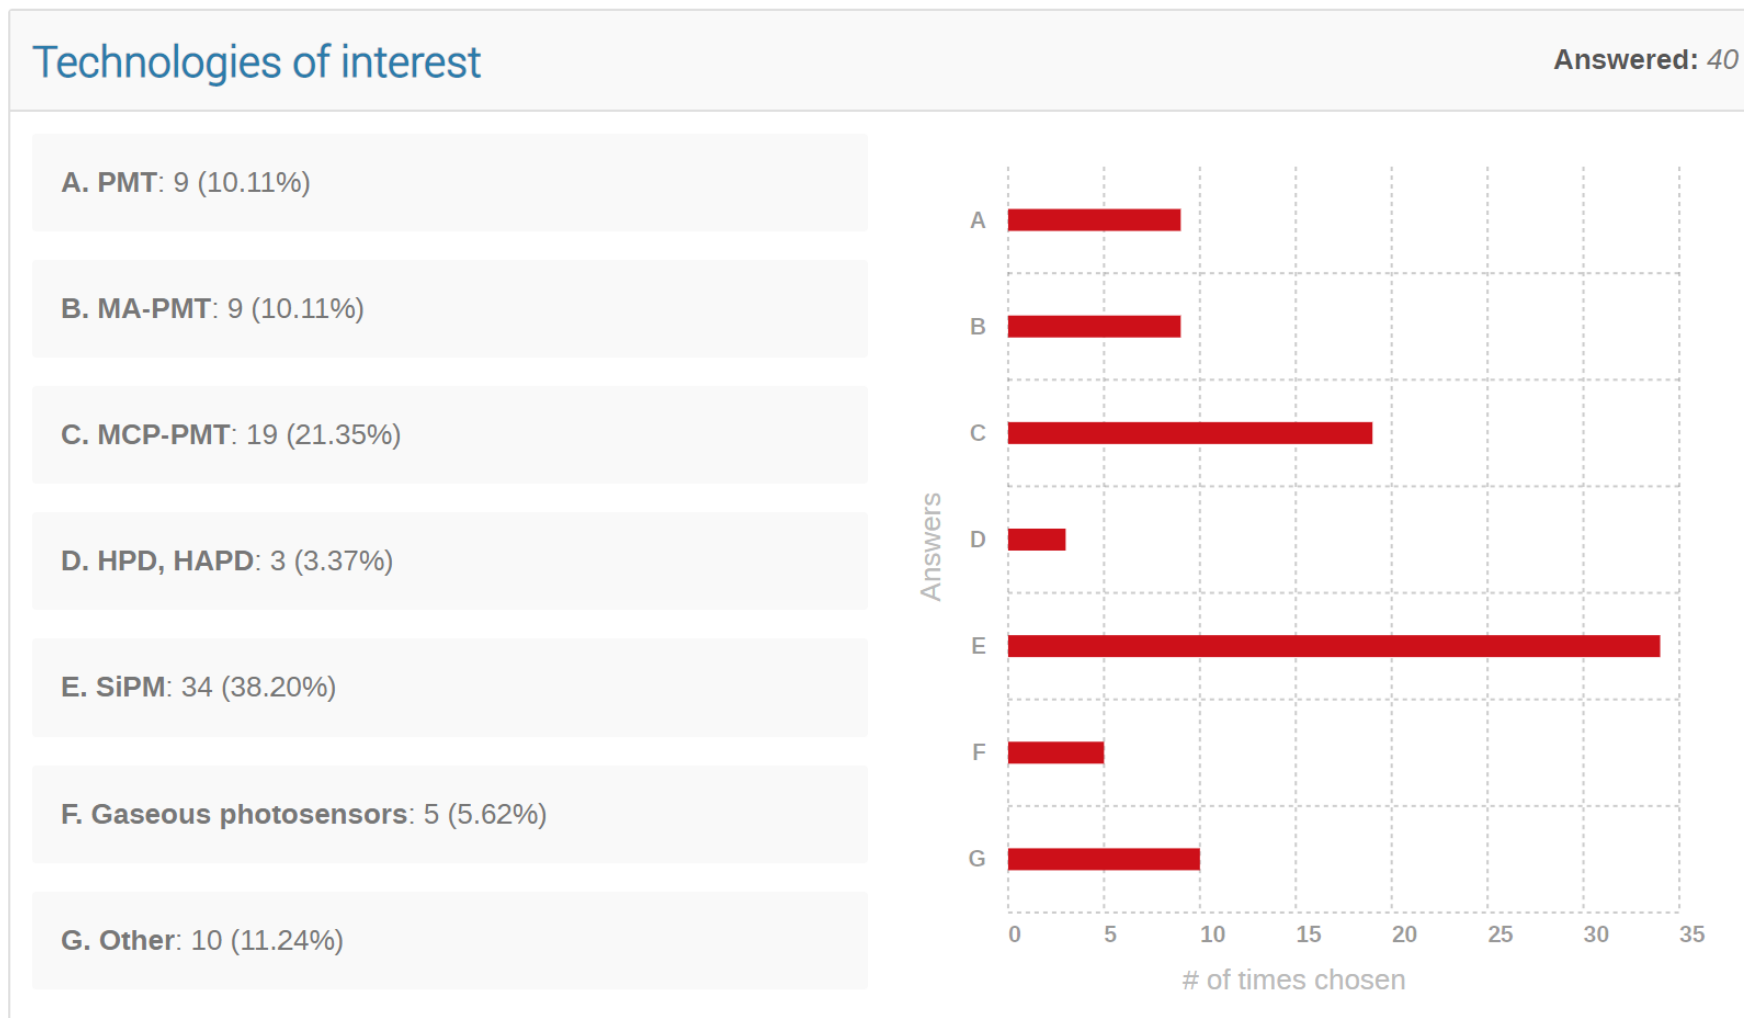 Technologies of interest
Answered: 40
A. PMT: 9 (10.11%)
B. MA-PMT: 9 (10.11%)
C. MCP-PMT: 19 (21.35%)
D. HPD, HAPD: 3 (3.37%)
E. SiPM: 34 (38.20%)
F. Gaseous photosensors: 5 (5.62%)
G. Other: 10 (11.24%)
Answers
A
B
C
D
E
F
G
0 5 10 15 20 25 30 35
# of times chosen